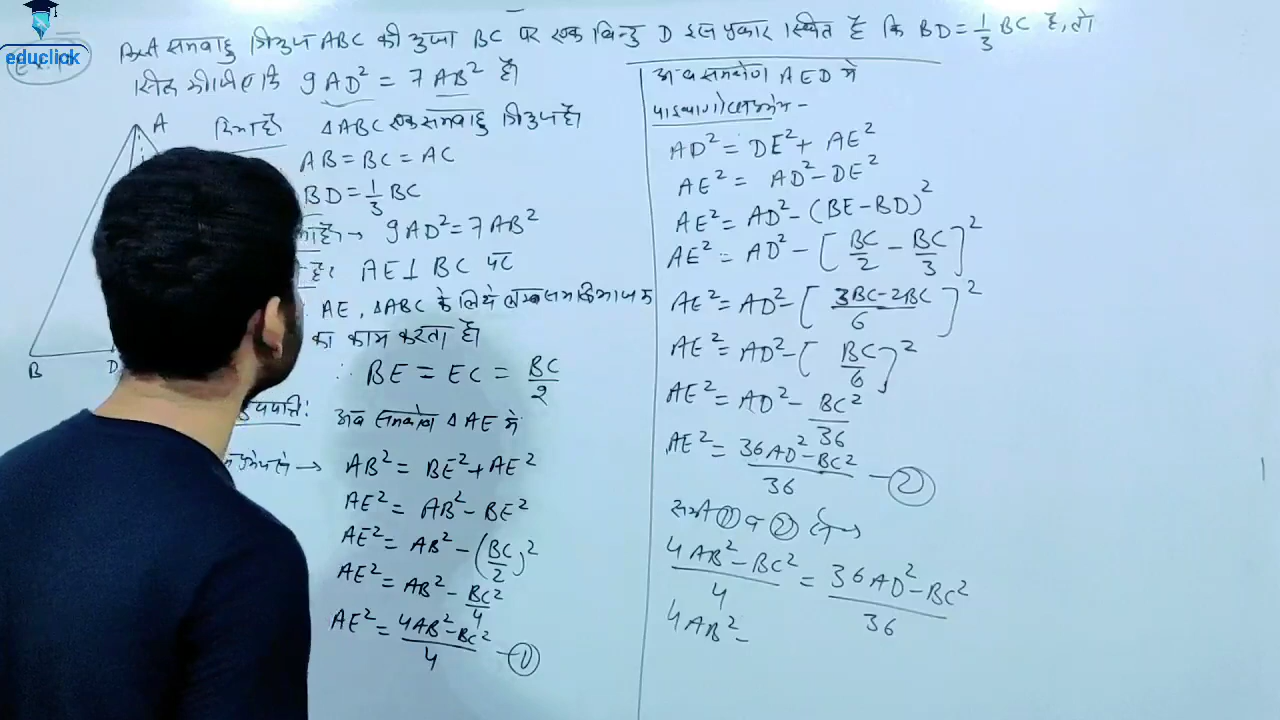 educlick
किसी समबाहु त्रिभुज ABC की भुजा BC पर एक बिन्दु D इस प्रकार स्थित है कि BD = 1/3 BC है, तो
सिद्ध कीजिए कि 9AD² = 7AB² है।
A
B
D
दिया है: ΔABC एक समबाहु त्रिभुज है।
AB = BC = AC
BD = 1/3 BC
9AD² = 7AB²
AE ⊥ BC पर
AE, ΔABC के लिये
का काम करता है।
∴ BE = EC = BC/2
उपपत्ति: अब समकोण Δ AE में
→ AB² = BE² + AE²
AE² = AB² - BE²
AE² = AB² - (BC/2)²
AE² = AB² - BC²/4
AE² = 4AB² - BC²/4 — ①
अब समकोण AED में
AD² = DE² + AE²
AE² = AD² - DE²
AE² = AD² - (BE - BD)²
AE² = AD² - [BC/2 - BC/3]²
AE² = AD² - [3BC - 2BC/6]²
AE² = AD² - [BC/6]²
AE² = AD² - BC²/36
AE² = 36AD² - BC²/36 — ②
① व ② से
4AB² - BC²/4 = 36AD² - BC²/36
4AB² -